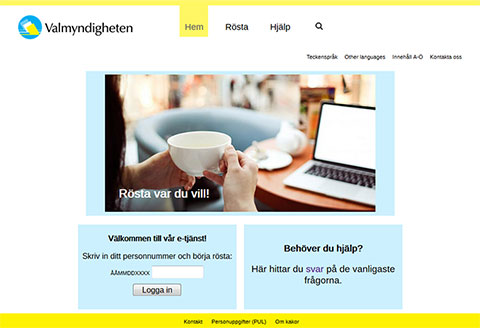 Valmyndigheten
Hem Rösta Hjälp
Teckenspråk Other languages Innehåll A-Ö Kontakta oss
Rösta var du vill!
Välkommen till vår e-tjänst!
Skriv in ditt personnummer och börja rösta:
ÅÅMMDDXXXX
Logga in
Behöver du hjälp?
Här hittar du svar på de vanligaste
frågorna.
Kontakt Personuppgifter (PUL) Om kakor